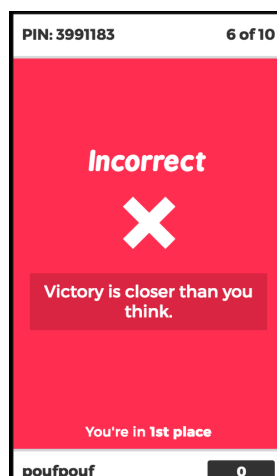 PIN: 3991183 6 of 10
Incorrect
Victory is closer than you
think.
You're in 1st place
poufpouf 0